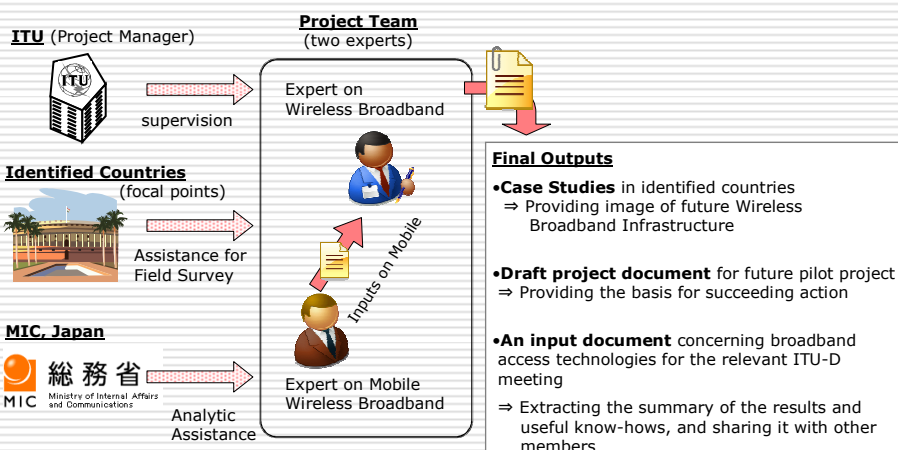 Project Team
(two experts)
ITU (Project Manager)
ITU
supervision
Identified Countries
(focal points)
Assistance for
Field Survey
MIC, Japan
MIC
総務省
Ministry of Internal Affairs
and Communications
Analytic
Assistance
Expert on
Wireless Broadband
Inputs on Mobile
Expert on Mobile
Wireless Broadband
Final Outputs
•Case Studies in identified countries
⇒ Providing image of future Wireless
Broadband Infrastructure
•Draft project document for future pilot project
⇒ Providing the basis for succeeding action
•An input document concerning broadband
access technologies for the relevant ITU-D
meeting
⇒ Extracting the summary of the results and
useful know-hows, and sharing it with other
members